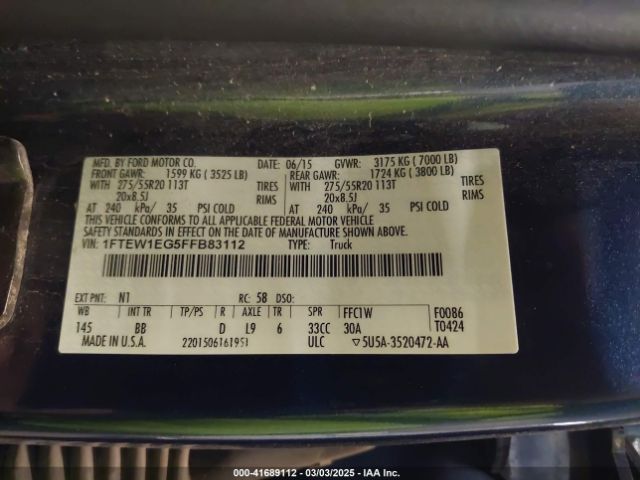 MFD. BY FORD MOTOR CO. DATE: 06/15 GVWR: 3175 KG ( 7000 LB)
FRONT GAWR: 1599 KG ( 3525 LB) REAR GAWR: 1724 KG ( 3800 LB)
WITH 275/55R20 113T TIRES WITH 275/55R20 113T TIRES
20x8.5J RIMS 20x8.5J RIMS
AT 240 kPa/ 35 PSI COLD AT 240 kPa/ 35 PSI COLD
THIS VEHICLE CONFORMS TO ALL APPLICABLE FEDERAL MOTOR VEHICLE
SAFETY STANDARDS IN EFFECT ON THE DATE OF MANUFACTURE SHOWN ABOVE.
VIN: 1FTEW1EG5FFB83112 TYPE: Truck
EXT PNT: N1 RC: 58 DSO:
WB INT TR TP/PS R AXLE TR SPR FFC1W F0086
145 BB D L9 6 33CC 30A T0424
MADE IN U.S.A. 2201506161951 ULC ▽5U5A-3520472-AA
000-41689112 - 03/03/2025 - IAA Inc.